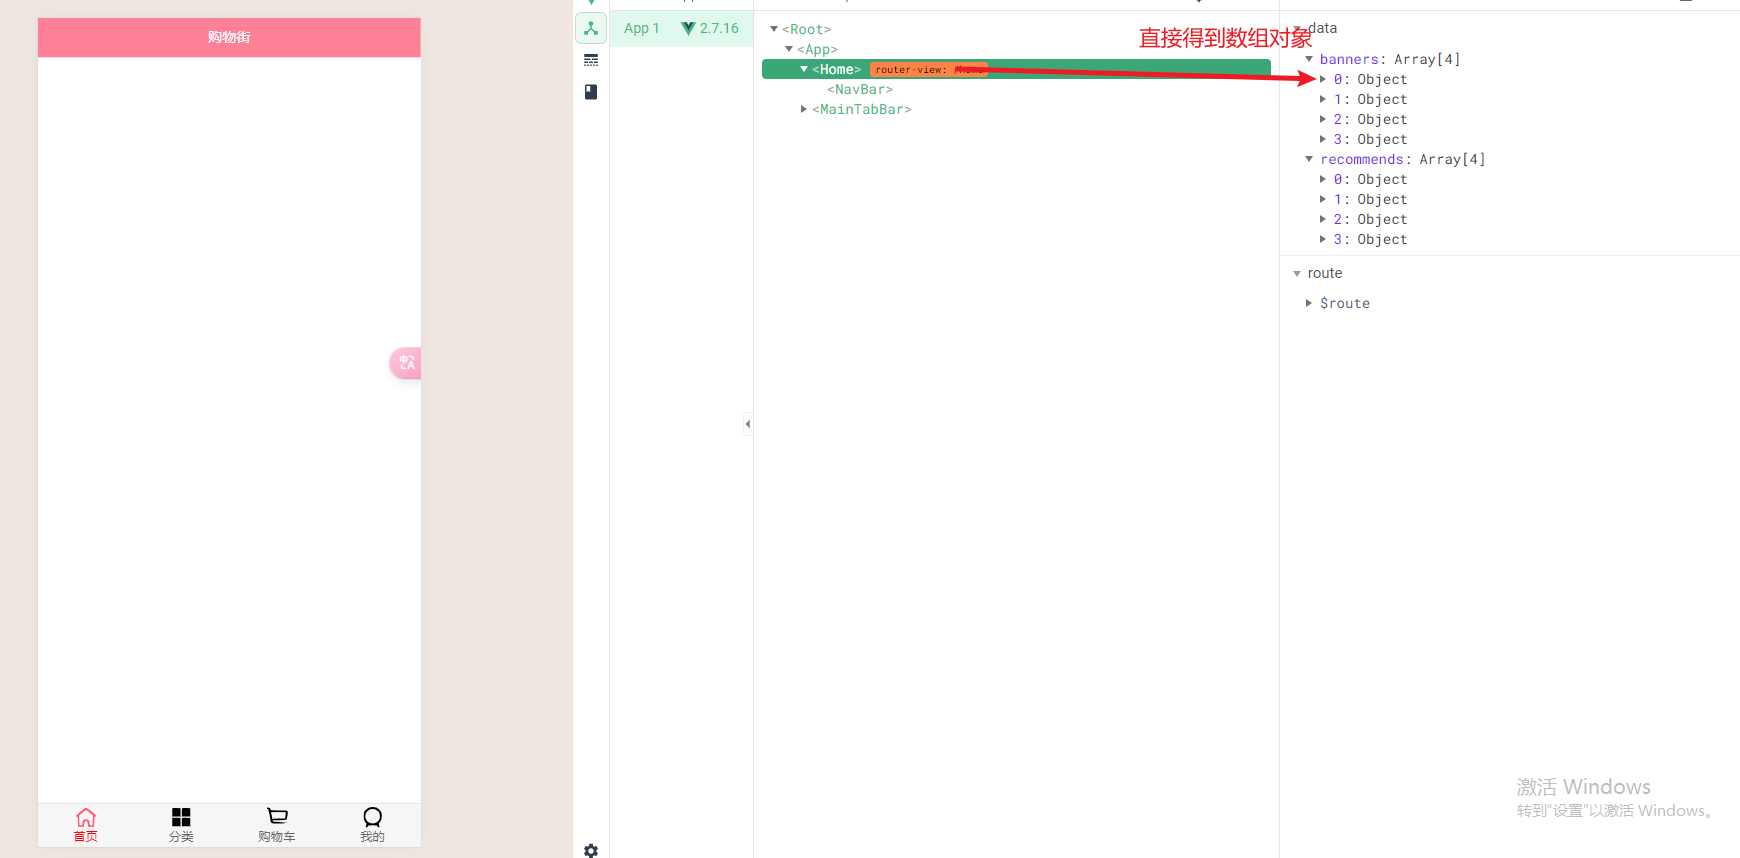 购物街
首页
分类
购物车
我的
App 1
2.7.16
<Root>
<App>
<Home> router-view:
<NavBar>
<MainTabBar>
直接得到数组对象
data
banners: Array[4]
0: Object
1: Object
2: Object
3: Object
recommends: Array[4]
0: Object
1: Object
2: Object
3: Object
route
$route
激活 Windows
转到“设置”以激活 Windows。